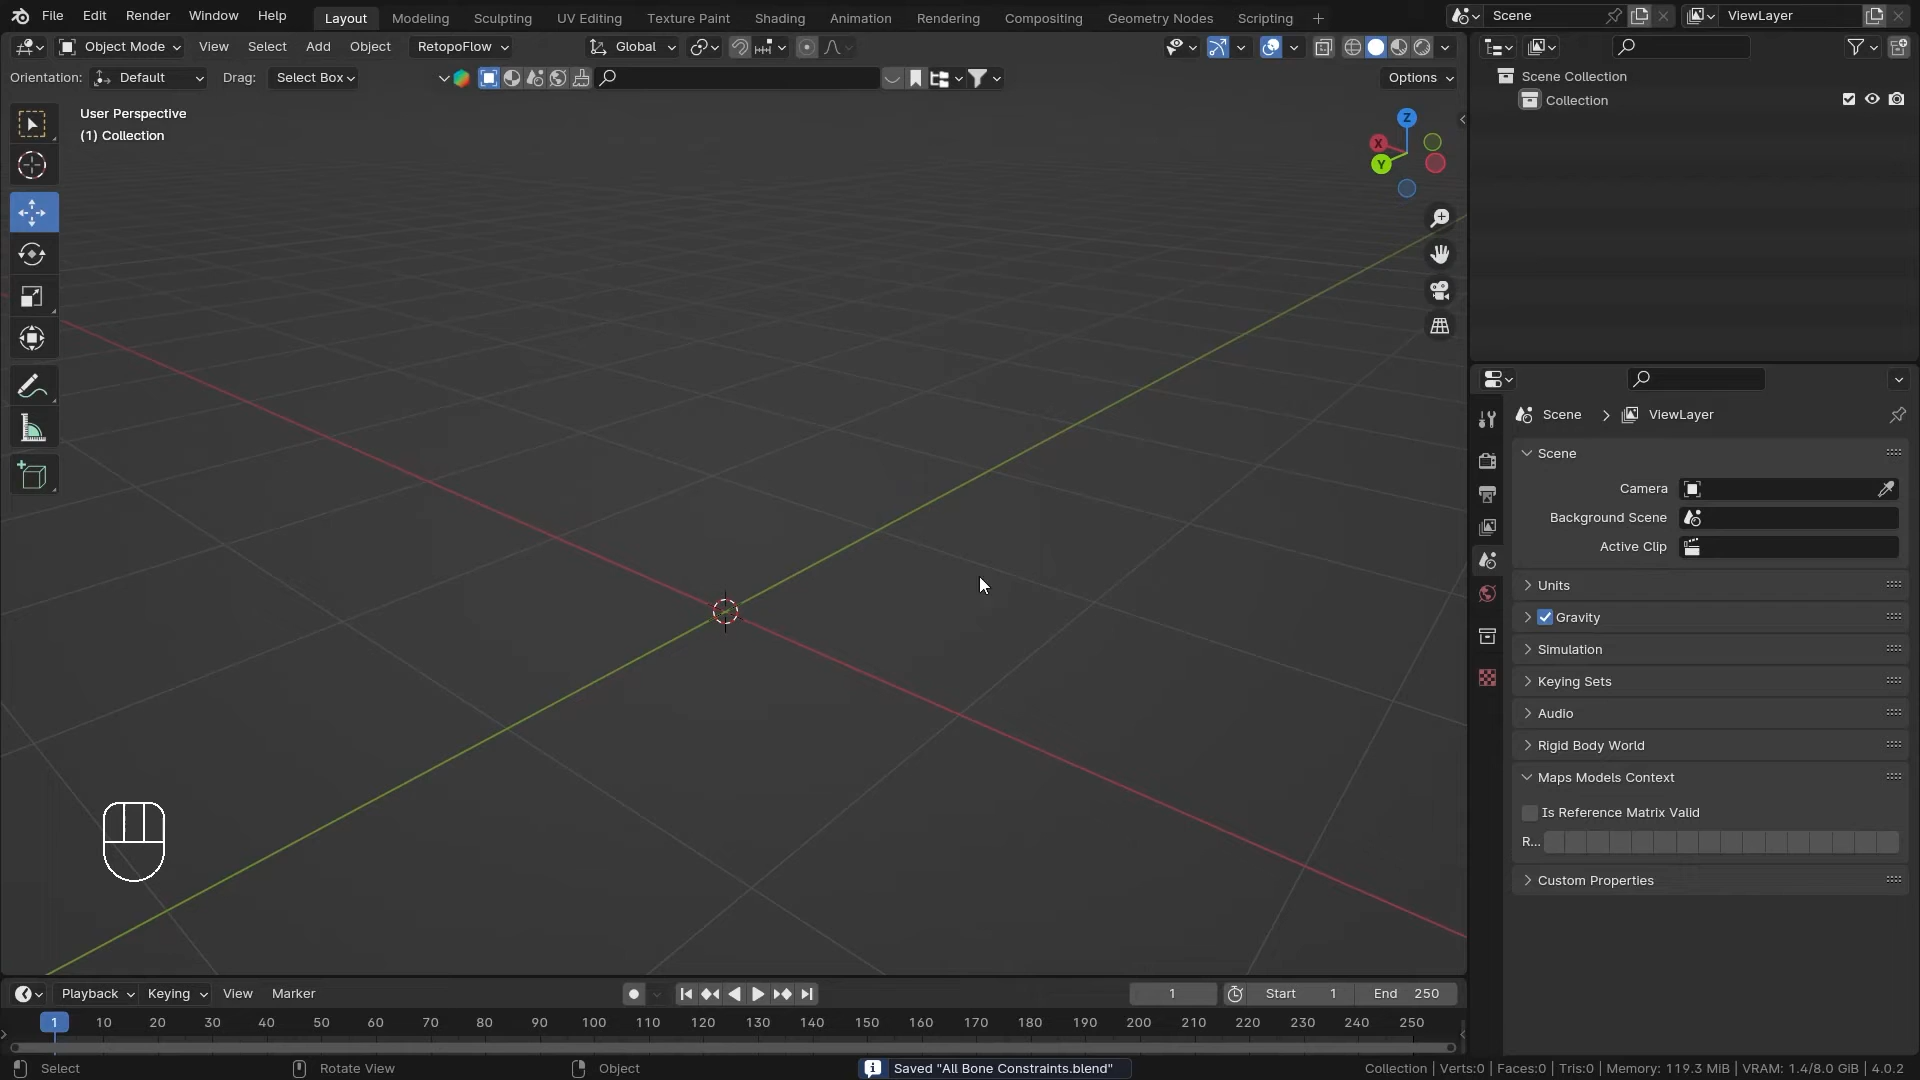 File Edit Render Window Help Layout Modeling Sculpting UV Editing Texture Paint Shading Animation Rendering Compositing Geometry Nodes Scripting + Scene ViewLayer
Object Mode View Select Add Object RetopoFlow Global
Orientation: Default Drag: Select Box Options
User Perspective
(1) Collection
Z
X
Y
Scene Collection
Collection
Scene > ViewLayer
Scene
Camera
Background Scene
Active Clip
Units
Gravity
Simulation
Keying Sets
Audio
Rigid Body World
Maps Models Context
Is Reference Matrix Valid
R...
Custom Properties
Playback Keying View Marker 1 Start 1 End 250
1 10 20 30 40 50 60 70 80 90 100 110 120 130 140 150 160 170 180 190 200 210 220 230 240 250
Select Rotate View Object Saved "All Bone Constraints.blend" Collection | Verts:0 | Faces:0 | Tris:0 | Memory: 119.3 MiB | VRAM: 1.4/8.0 GiB | 4.0.2